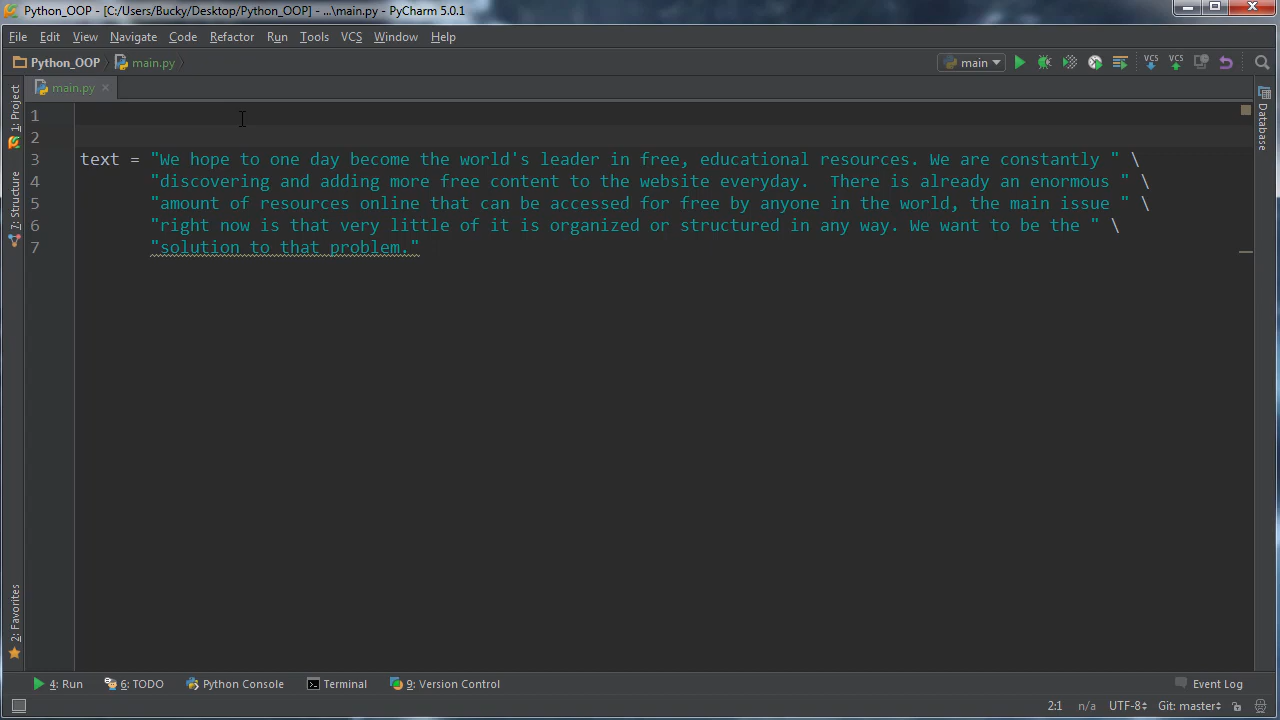 Python_OOP - [C:/Users/Bucky/Desktop/Python_OOP] - ...\main.py - PyCharm 5.0.1
File Edit View Navigate Code Refactor Run Tools VCS Window Help
Python_OOP main.py main VCS VCS
1: Project
main.py
7: Structure
2: Favorites
Database
1
2
3 text = "We hope to one day become the world's leader in free, educational resources. We are constantly " \
4 "discovering and adding more free content to the website everyday.  There is already an enormous " \
5 "amount of resources online that can be accessed for free by anyone in the world, the main issue " \
6 "right now is that very little of it is organized or structured in any way. We want to be the " \
7 "solution to that problem."
4: Run 6: TODO Python Console Terminal 9: Version Control Event Log
2:1 n/a UTF-8 Git: master